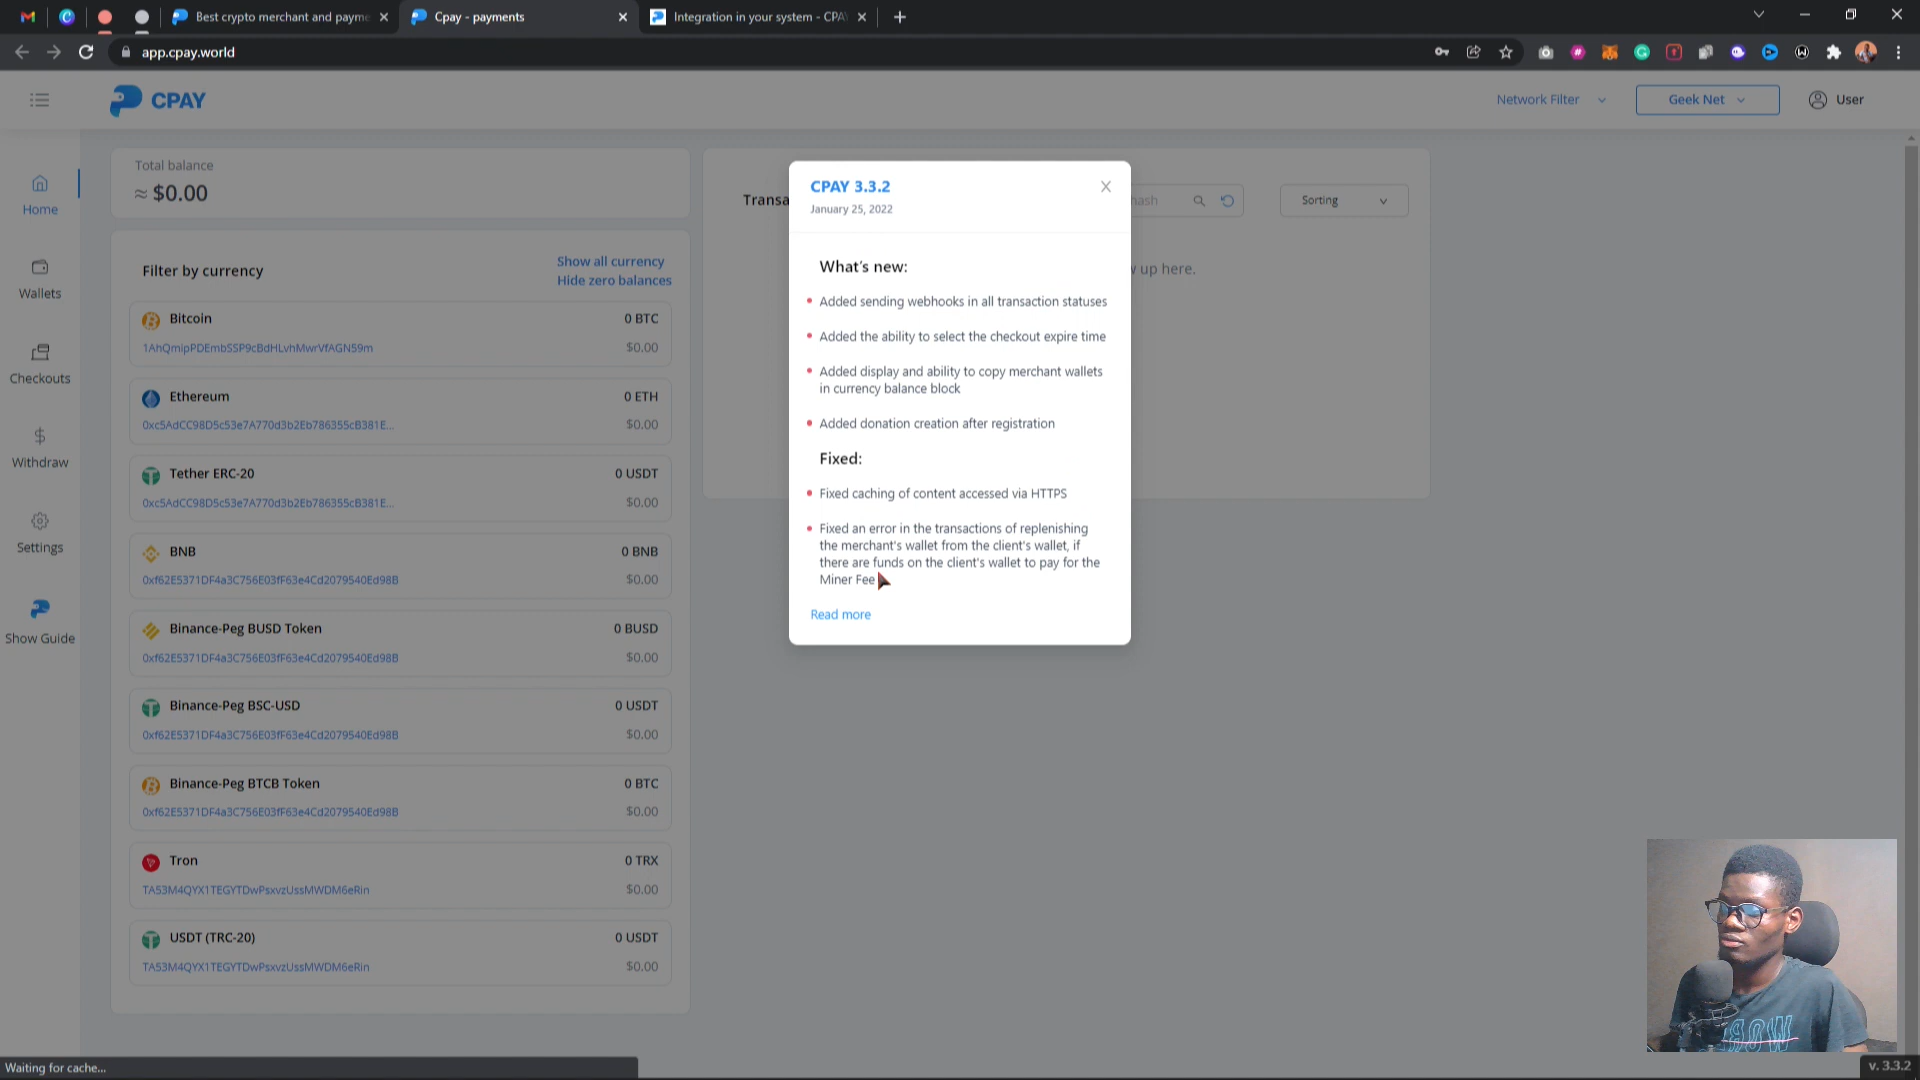 Best crypto merchant and payme
Cpay - payments
Integration in your system - CPA
app.cpay.world
CPAY
Network Filter
Geek Net
User
Home
Wallets
Checkouts
Withdraw
Settings
Show Guide
Total balance
≈ $0.00
Filter by currency
Show all currency
Hide zero balances
Bitcoin
0 BTC
1AhQmipPDEmbSSP9cBdHLvhMwrVfAGN59m
$0.00
Ethereum
0 ETH
0xc5AdCC98D5c53e7A770d3b2Eb786355cB381E...
$0.00
Tether ERC-20
0 USDT
0xc5AdCC98D5c53e7A770d3b2Eb786355cB381E...
$0.00
BNB
0 BNB
0xf62E5371DF4a3C756E03fF63e4Cd2079540Ed98B
$0.00
Binance-Peg BUSD Token
0 BUSD
0xf62E5371DF4a3C756E03fF63e4Cd2079540Ed98B
$0.00
Binance-Peg BSC-USD
0 USDT
0xf62E5371DF4a3C756E03fF63e4Cd2079540Ed98B
$0.00
Binance-Peg BTCB Token
0 BTC
0xf62E5371DF4a3C756E03fF63e4Cd2079540Ed98B
$0.00
Tron
0 TRX
TA53M4QYX1TEGYTDwPsxvzUssMWDM6eRin
$0.00
USDT (TRC-20)
0 USDT
TA53M4QYX1TEGYTDwPsxvzUssMWDM6eRin
$0.00
Transa
hash
Sorting
w up here.
CPAY 3.3.2
January 25, 2022
What's new:
Added sending webhooks in all transaction statuses
Added the ability to select the checkout expire time
Added display and ability to copy merchant wallets
in currency balance block
Added donation creation after registration
Fixed:
Fixed caching of content accessed via HTTPS
Fixed an error in the transactions of replenishing
the merchant's wallet from the client's wallet, if
there are funds on the client's wallet to pay for the
Miner Fee
Read more
Waiting for cache...
v. 3.3.2